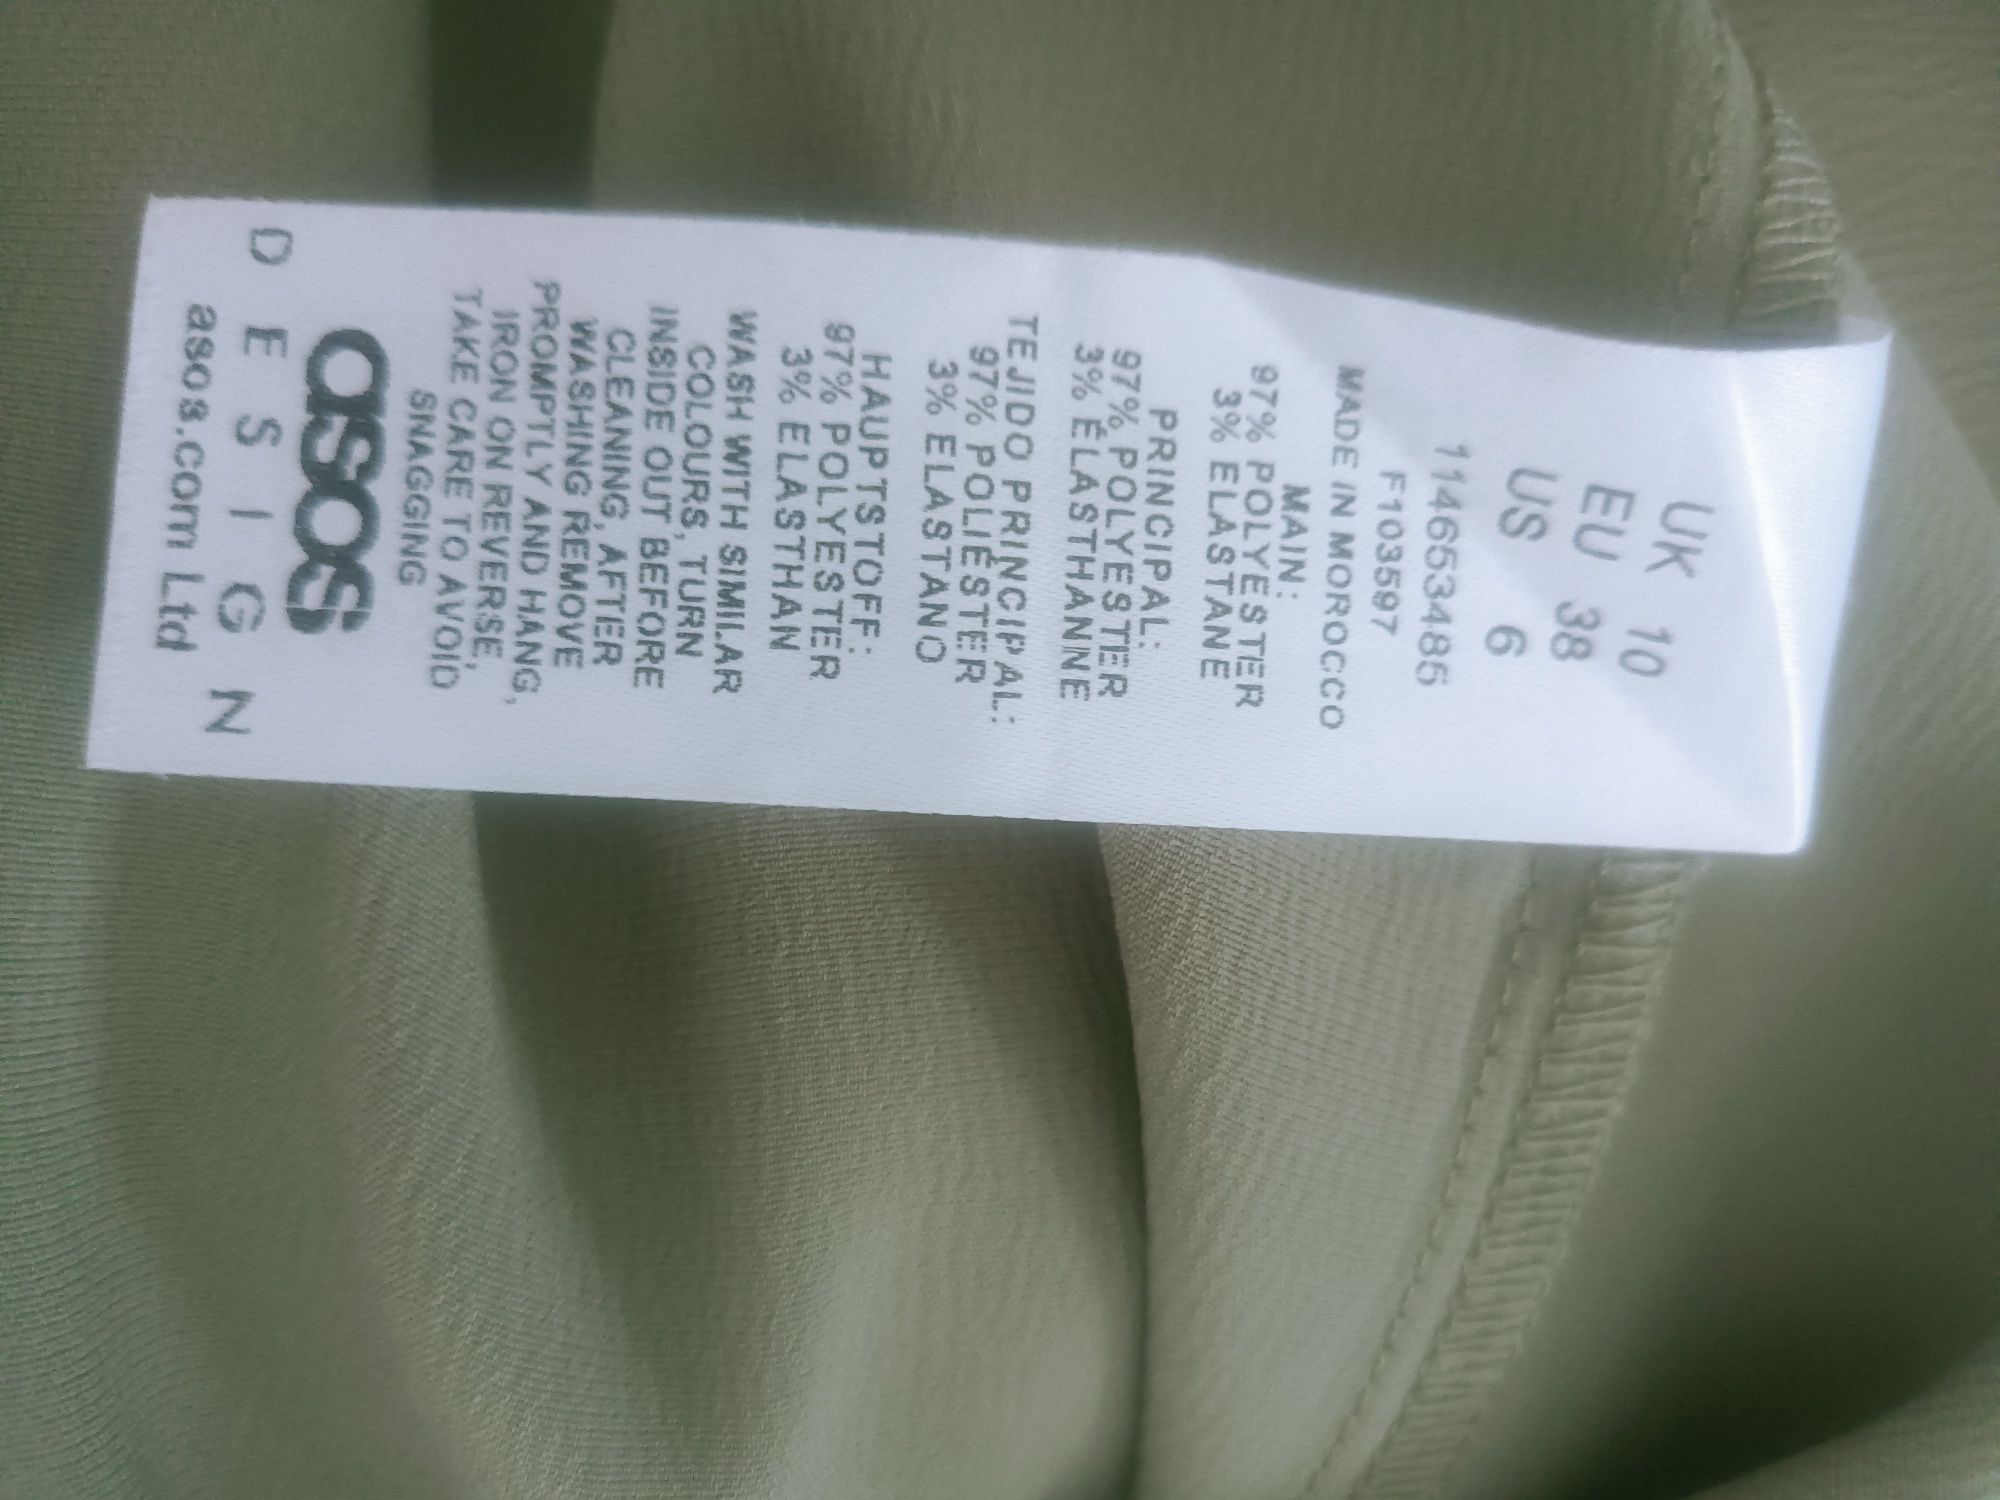 UK 10
EU 38
US 6
114653485
F103597
MADE IN MOROCCO
MAIN:
97% POLYESTER
3% ELASTANE
PRINCIPAL:
97% POLYESTER
3% ÉLASTHANNE
TEJIDO PRINCIPAL:
97% POLIÉSTER
3% ELASTANO
HAUPTSTOFF:
97% POLYESTER
3% ELASTHAN
WASH WITH SIMILAR
COLOURS, TURN
INSIDE OUT BEFORE
CLEANING, AFTER
WASHING REMOVE
PROMPTLY AND HANG,
IRON ON REVERSE,
TAKE CARE TO AVOID
SNAGGING
asos
DESIGN
asos.com Ltd